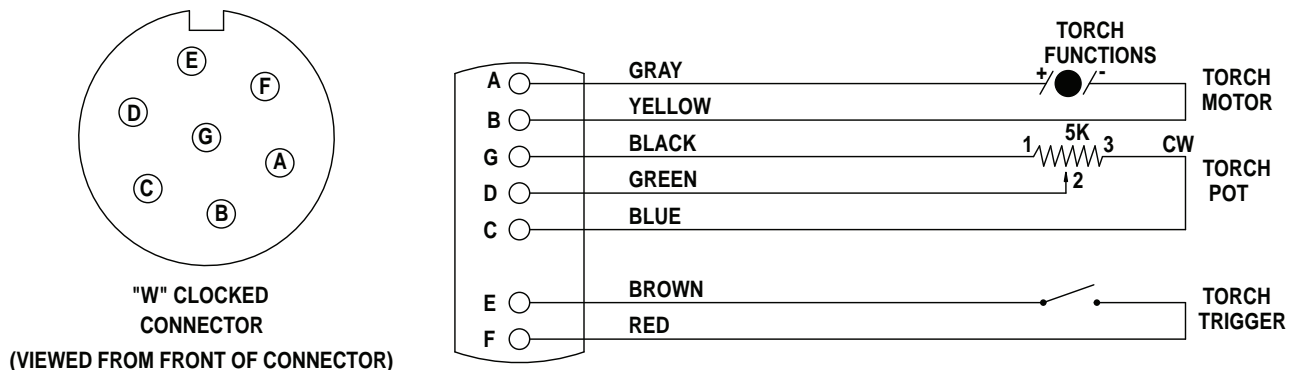 E
F
D
G
A
C
B
"W" CLOCKED
CONNECTOR
(VIEWED FROM FRONT OF CONNECTOR)
TORCH
FUNCTIONS
A GRAY + - TORCH
MOTOR
B YELLOW
5K
G BLACK 1 3 CW
TORCH
POT
D GREEN 2
C BLUE
E BROWN TORCH
TRIGGER
F RED